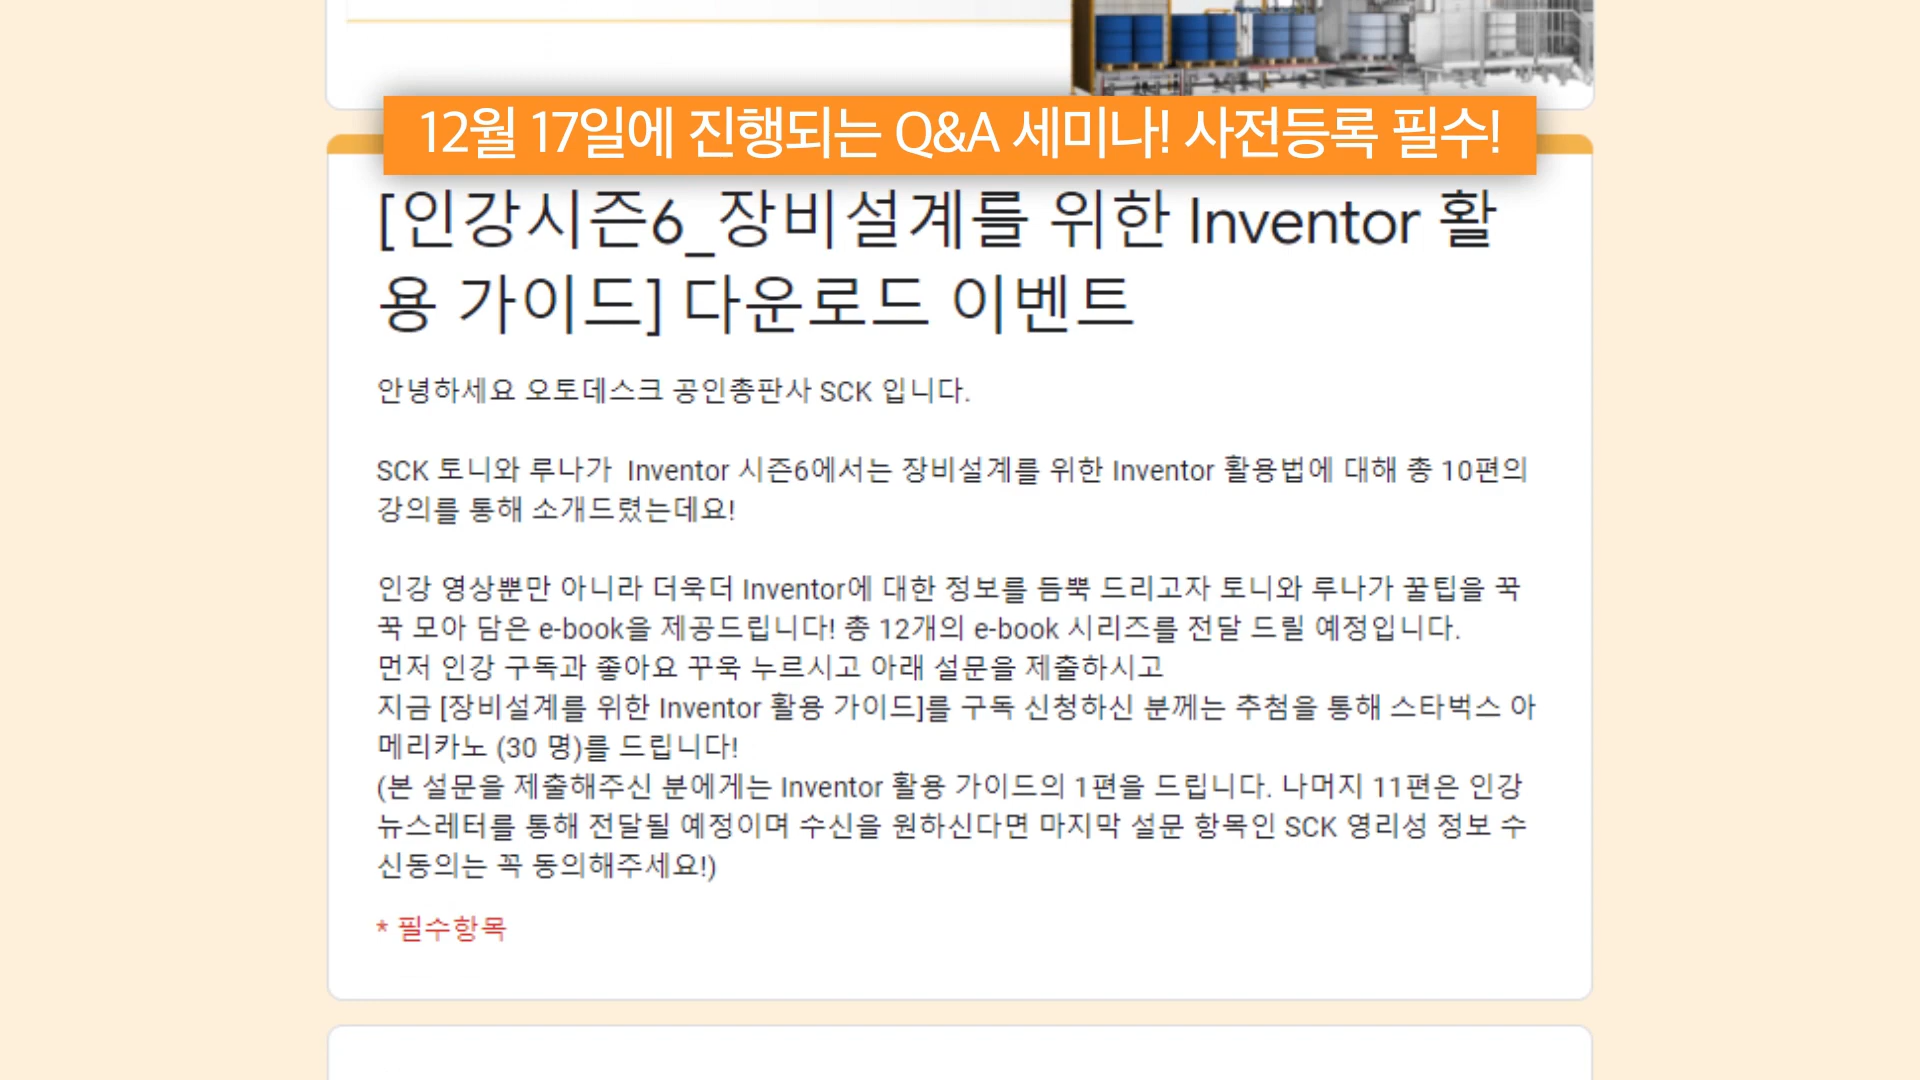 12월 17일에 진행되는 Q&A 세미나! 사전등록 필수!
[인강시즌6_장비설계를 위한 Inventor 활
용 가이드] 다운로드 이벤트
안녕하세요 오토데스크 공인총판사 SCK 입니다.
SCK 토니와 루나가  Inventor 시즌6에서는 장비설계를 위한 Inventor 활용법에 대해 총 10편의
강의를 통해 소개드렸는데요!
인강 영상뿐만 아니라 더욱더 Inventor에 대한 정보를 듬뿍 드리고자 토니와 루나가 꿀팁을 꾹
꾹 모아 담은 e-book을 제공드립니다! 총 12개의 e-book 시리즈를 전달 드릴 예정입니다.
먼저 인강 구독과 좋아요 꾸욱 누르시고 아래 설문을 제출하시고
지금 [장비설계를 위한 Inventor 활용 가이드]를 구독 신청하신 분께는 추첨을 통해 스타벅스 아
메리카노 (30 명)를 드립니다!
(본 설문을 제출해주신 분에게는 Inventor 활용 가이드의 1편을 드립니다. 나머지 11편은 인강
뉴스레터를 통해 전달될 예정이며 수신을 원하신다면 마지막 설문 항목인 SCK 영리성 정보 수
신동의는 꼭 동의해주세요!)
* 필수항목